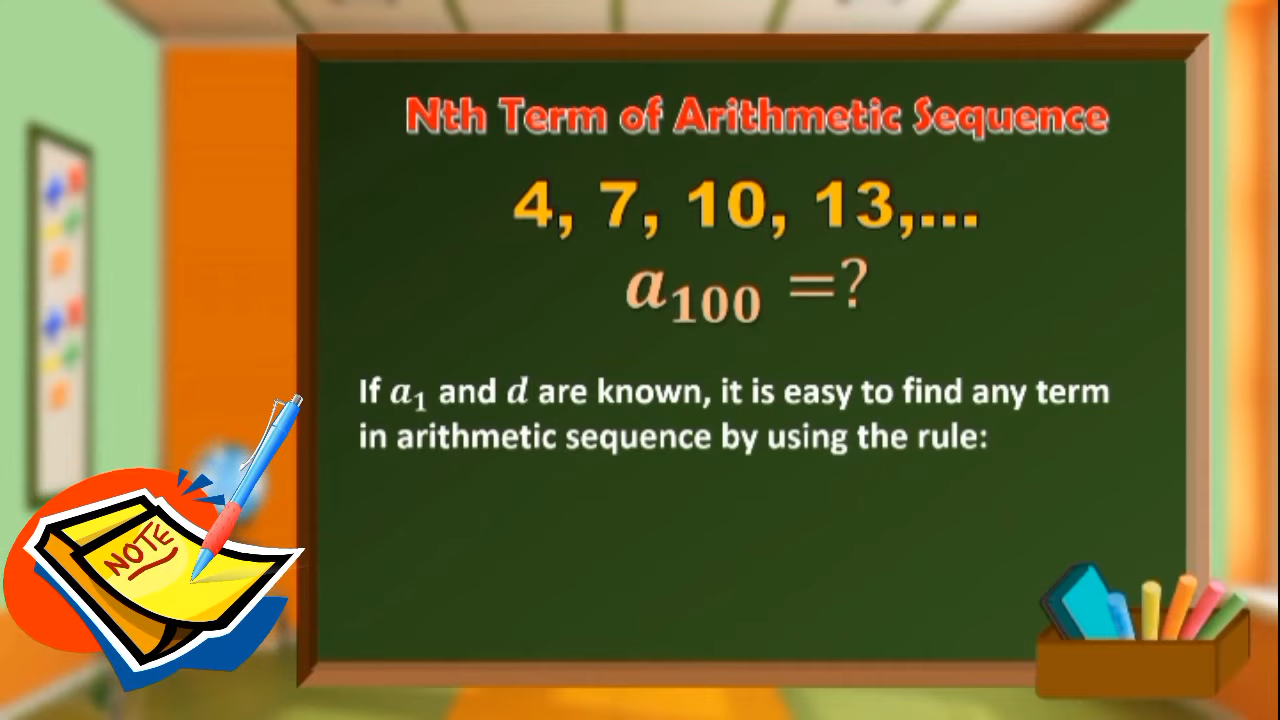 Nth Term of Arithmetic Sequence
4, 7, 10, 13,...
a₁₀₀ =?
If a₁ and d are known, it is easy to find any term
in arithmetic sequence by using the rule:
NOTE